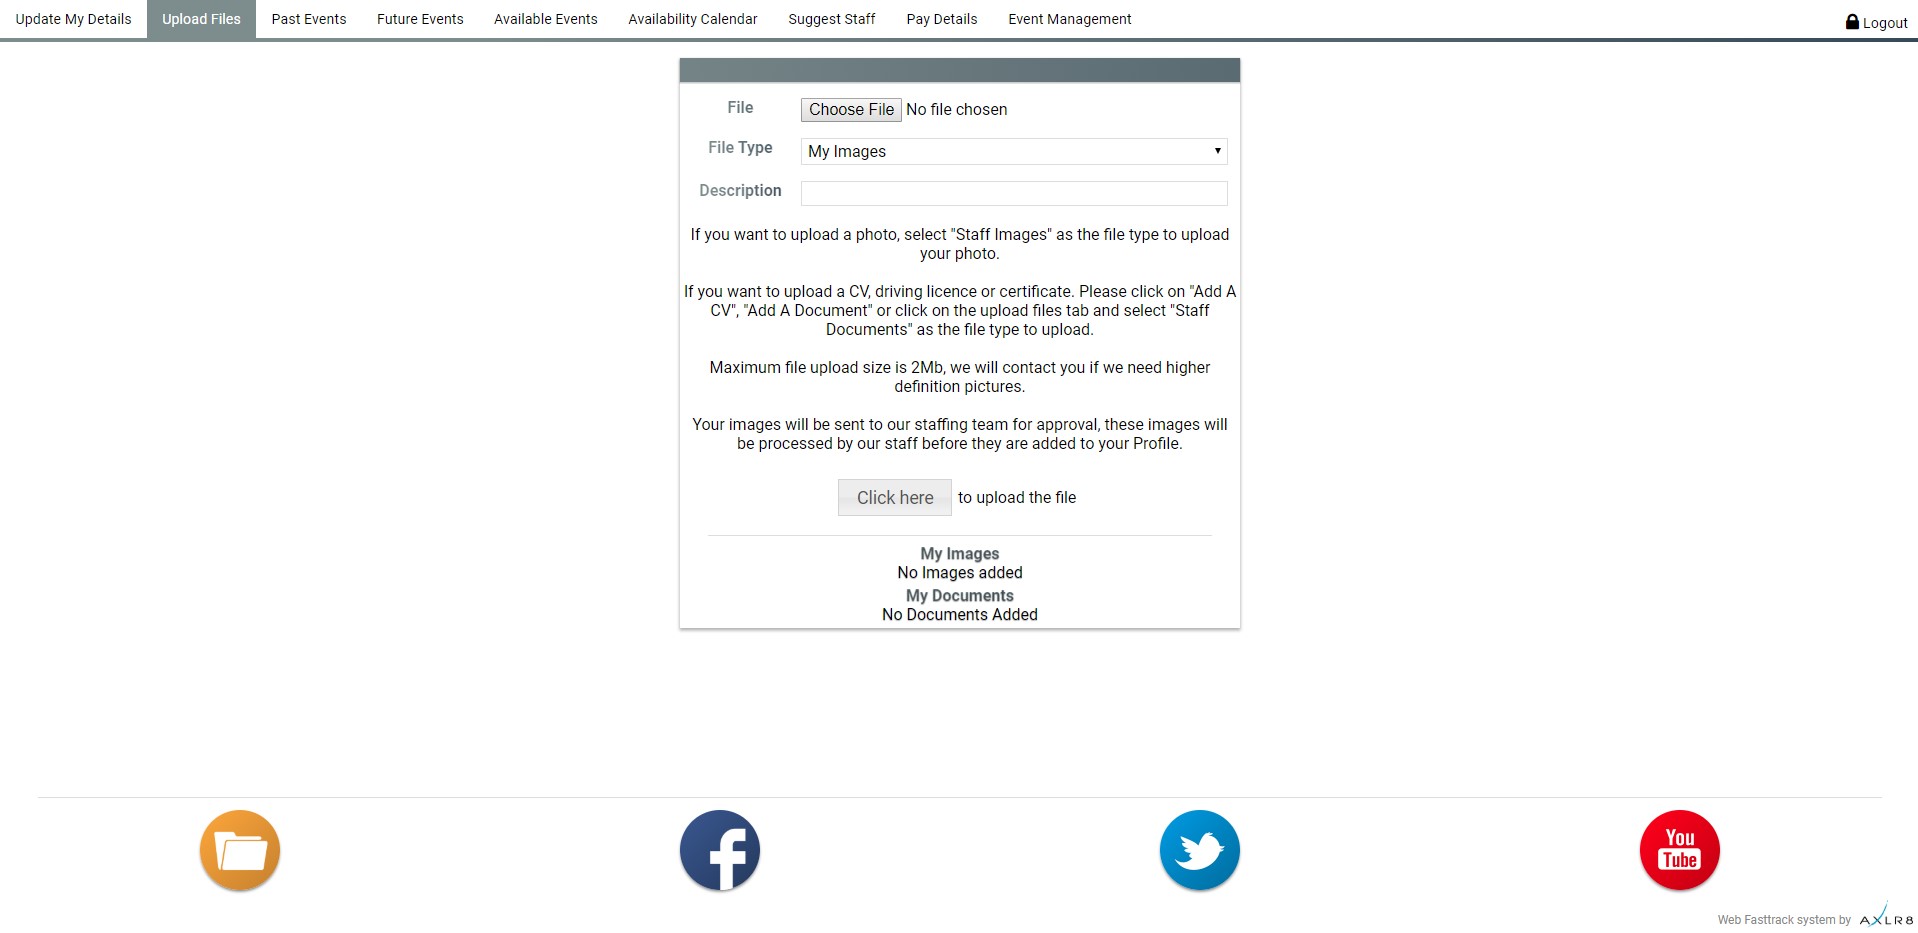 Update My Details Upload Files Past Events Future Events Available Events Availability Calendar Suggest Staff Pay Details Event Management Logout
File Choose File No file chosen
File Type My Images
Description
If you want to upload a photo, select "Staff Images" as the file type to upload
your photo.
If you want to upload a CV, driving licence or certificate. Please click on "Add A
CV", "Add A Document" or click on the upload files tab and select "Staff
Documents" as the file type to upload.
Maximum file upload size is 2Mb, we will contact you if we need higher
definition pictures.
Your images will be sent to our staffing team for approval, these images will
be processed by our staff before they are added to your Profile.
Click here to upload the file
My Images
No Images added
My Documents
No Documents Added
f
You
Tube
Web Fasttrack system by AXLR8